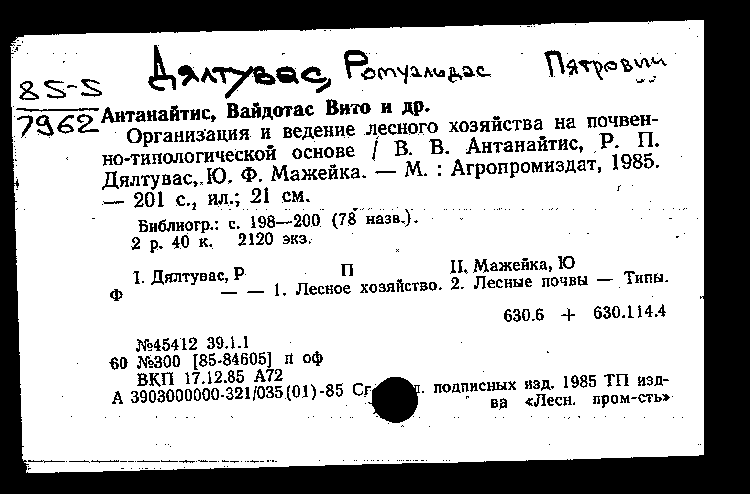 Дялтувас, Ромуальдас Пятрович
85-5
7962
Антанайтис, Вайдотас Вито и др.
Организация и ведение лесного хозяйства на почвен-
но-типологической основе / В. В. Антанайтис, Р. П.
Дялтувас, Ю. Ф. Мажейка. — М. : Агропромиздат, 1985.
— 201 с., ил.; 21 см.
Библиогр.: с. 198—200 (78 назв.).
2 р. 40 к. 2120 экз.
I. Дялтувас, Р П II. Мажейка, Ю
Ф — — 1. Лесное хозяйство. 2. Лесные почвы — Типы.
630.6 + 630.114.4
№45412 39.1.1
60 №300 [85-84605] п оф
ВКП 17.12.85 А72
А 3903000000-321/035(01)-85 подписных изд. 1985 ТП изд-
ва «Лесн. пром-сть»